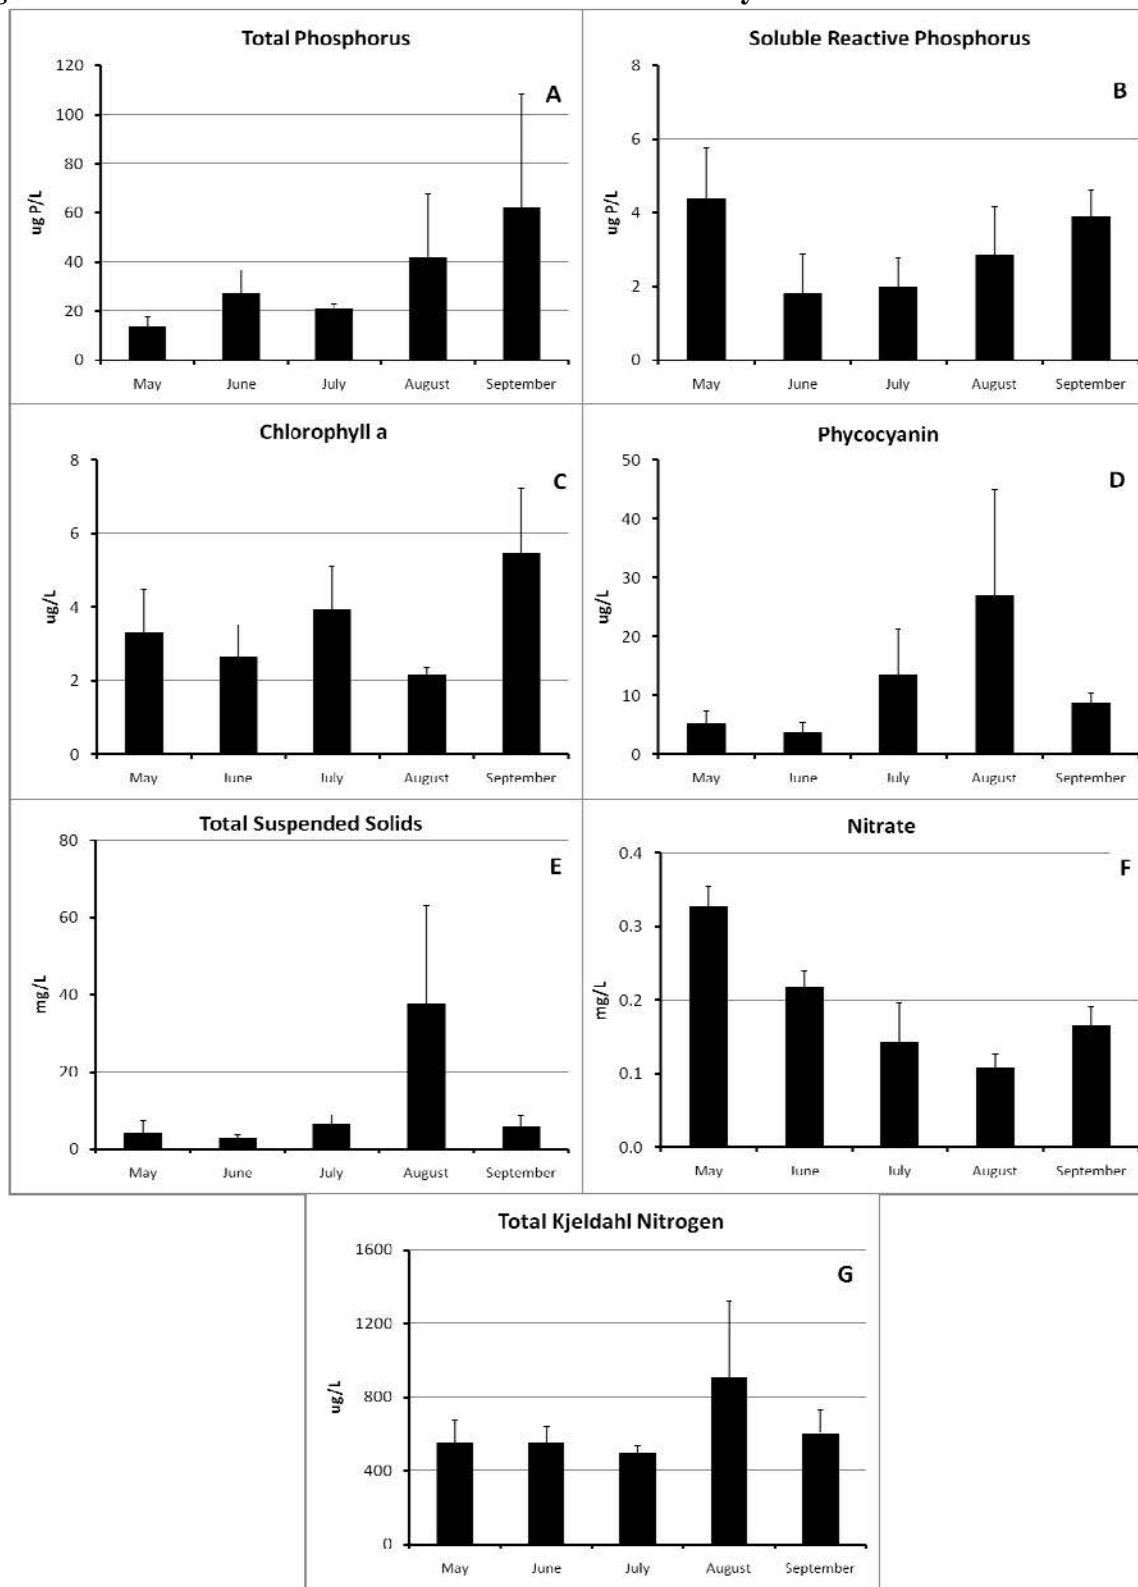 Total Phosphorus
A
120
100
80
60
40
20
0
ug P/L
May June July August September
Soluble Reactive Phosphorus
B
8
6
4
2
0
ug P/L
May June July August September
Chlorophyll a
C
8
6
4
2
0
ug/L
May June July August September
Phycocyanin
D
50
40
30
20
10
0
ug/L
May June July August September
Total Suspended Solids
E
80
60
40
20
0
mg/L
May June July August September
Nitrate
F
0.4
0.3
0.2
0.1
0.0
mg/L
May June July August September
Total Kjeldahl Nitrogen
G
1600
1200
800
400
0
ug/L
May June July August September